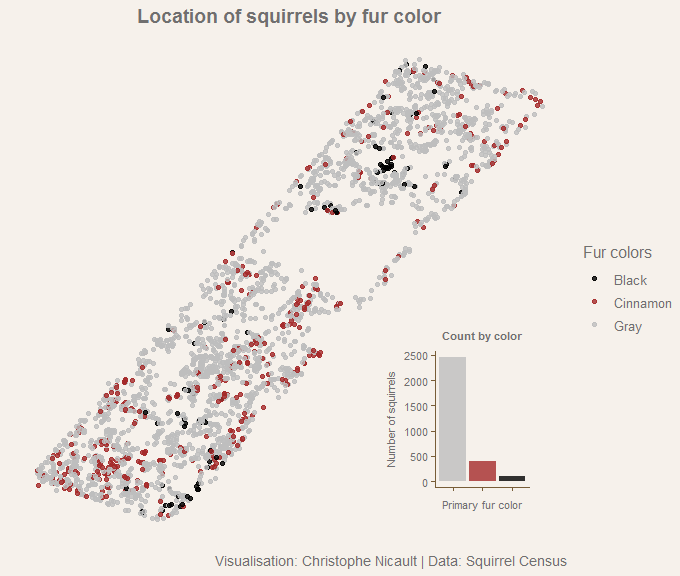 Location of squirrels by fur color
Fur colors
Black
Cinnamon
Gray
Count by color
Number of squirrels
2500
2000
1500
1000
500
0
Primary fur color
Visualisation: Christophe Nicault | Data: Squirrel Census